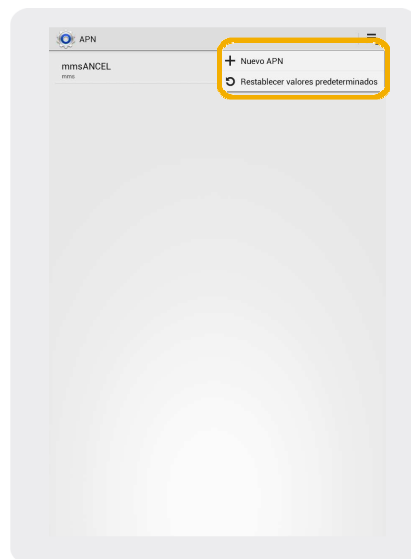 APN
Nuevo APN
Restablecer valores predeterminados
mmsANCEL
mms